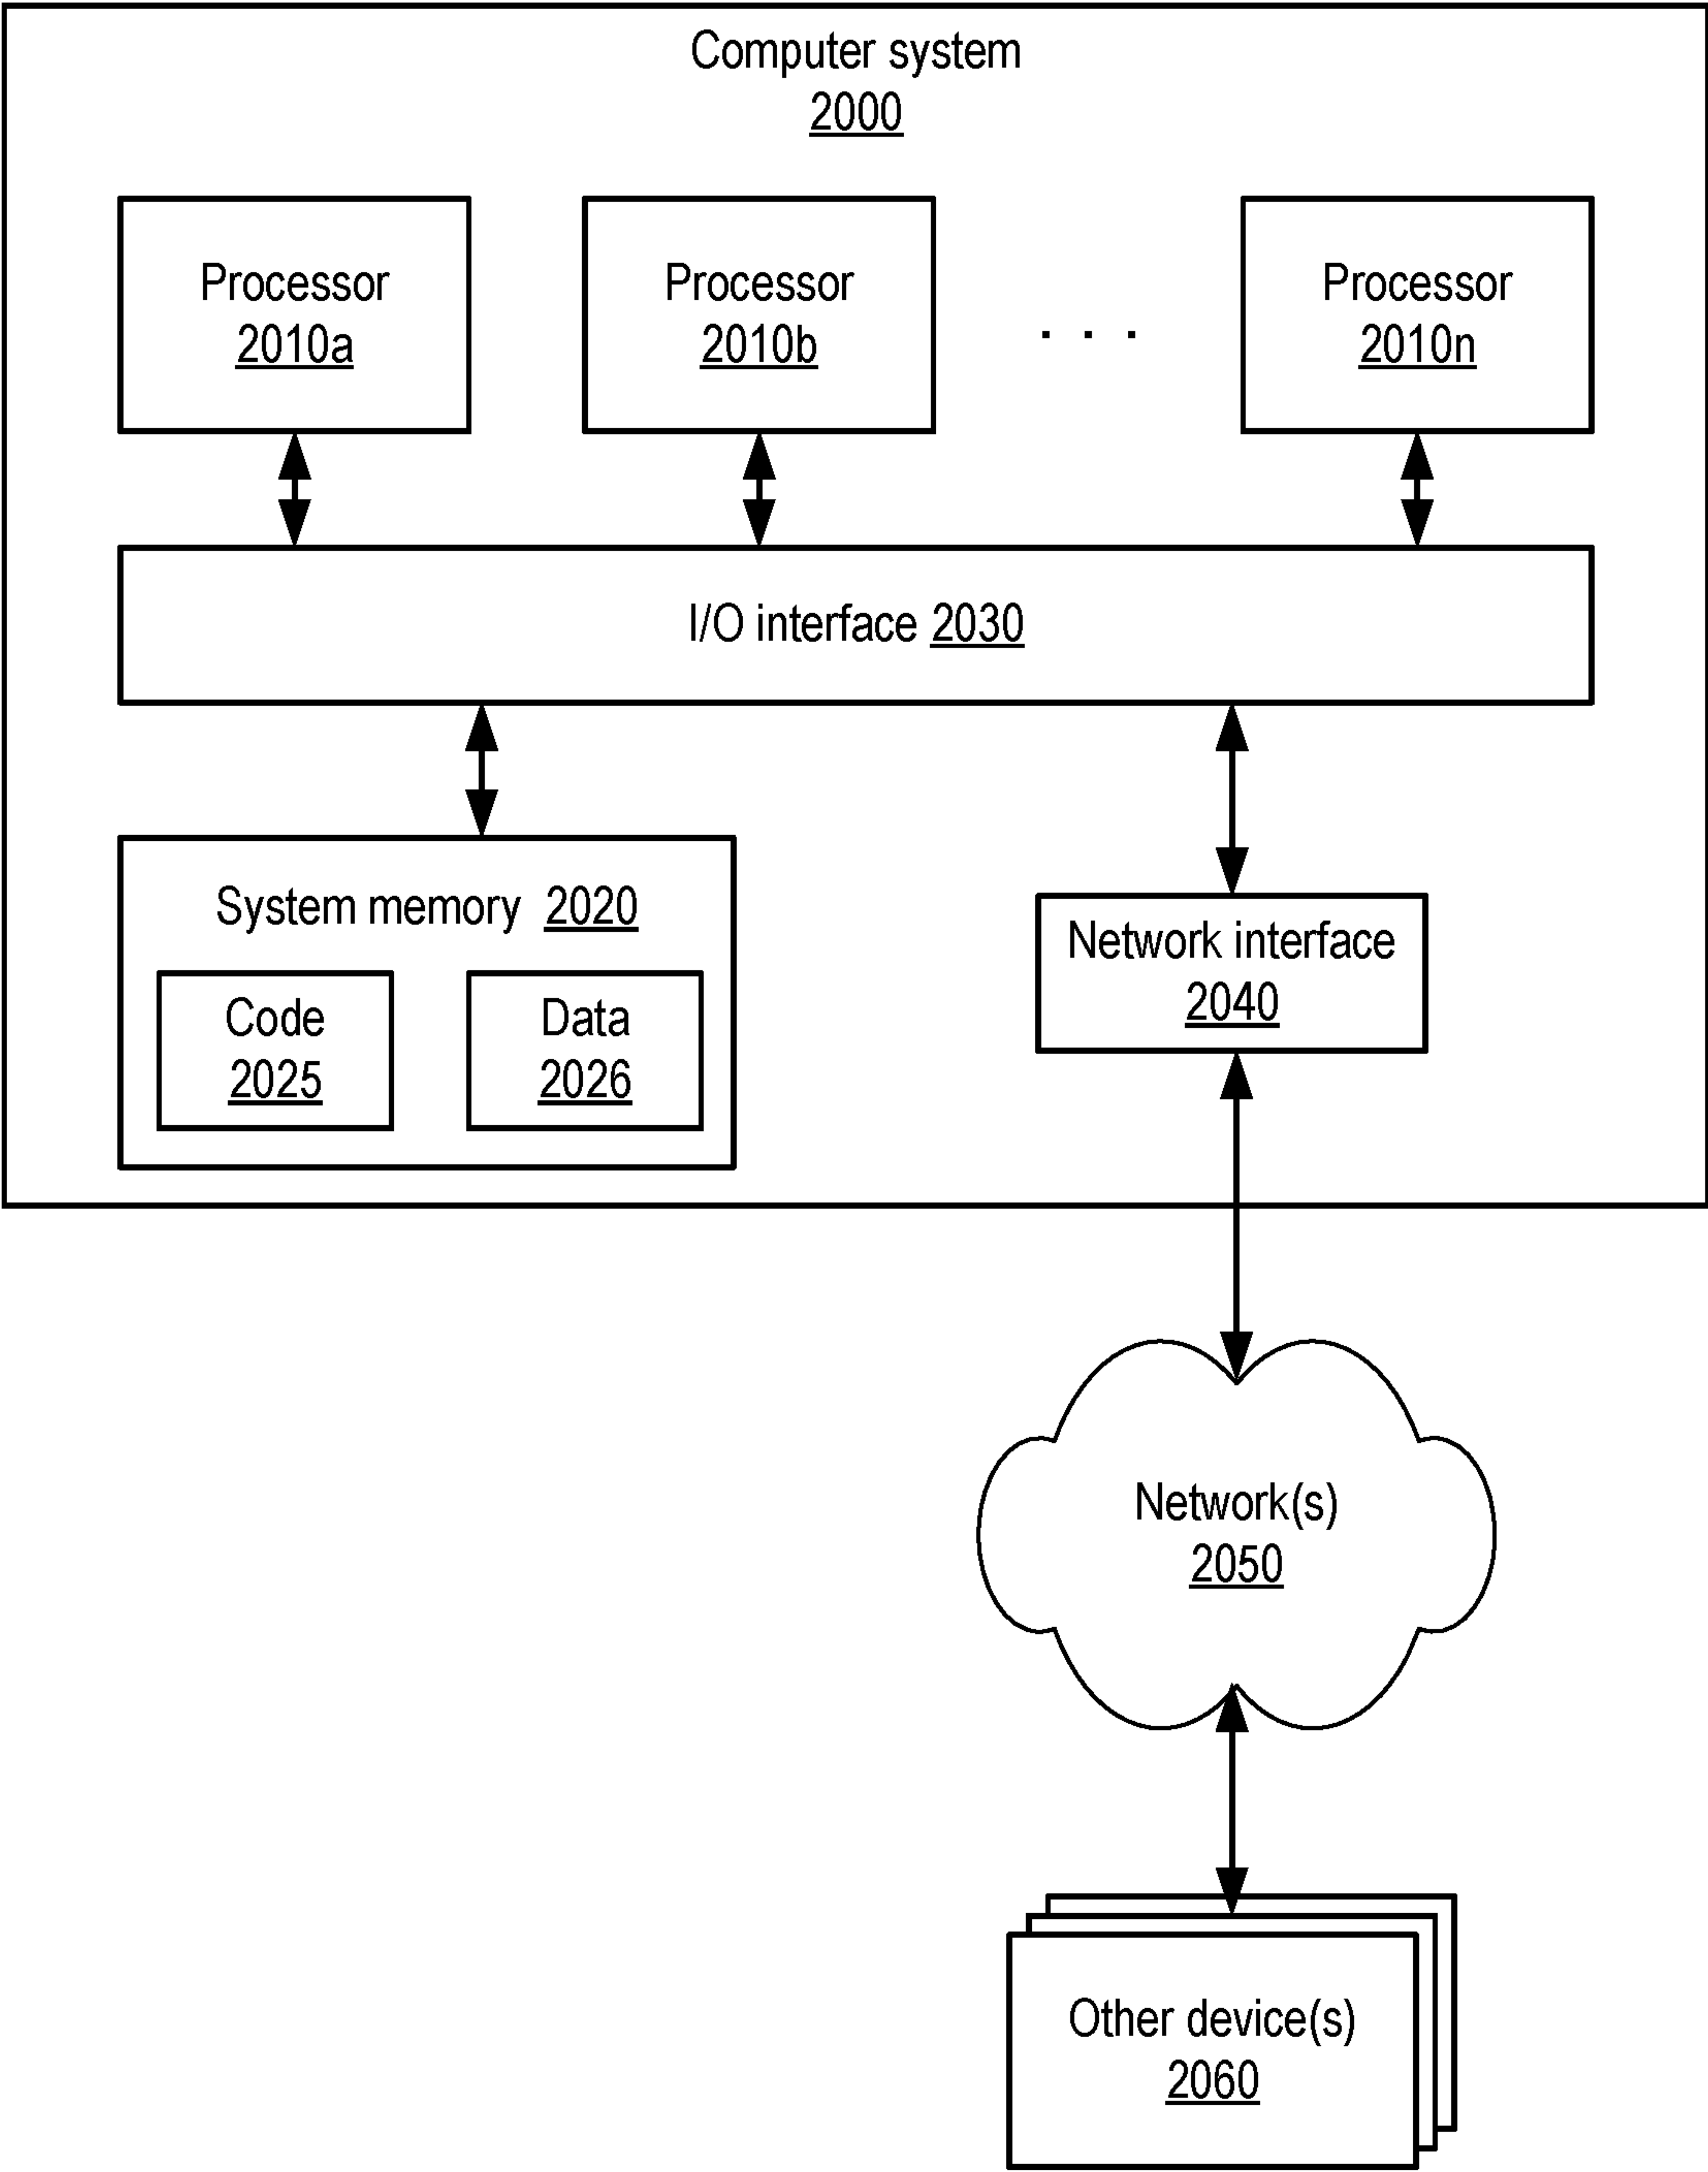 Computer system
2000
Processor
2010a
Processor
2010b
. . .
Processor
2010n
I/O interface 2030
System memory 2020
Code
2025
Data
2026
Network interface
2040
Network(s)
2050
Other device(s)
2060